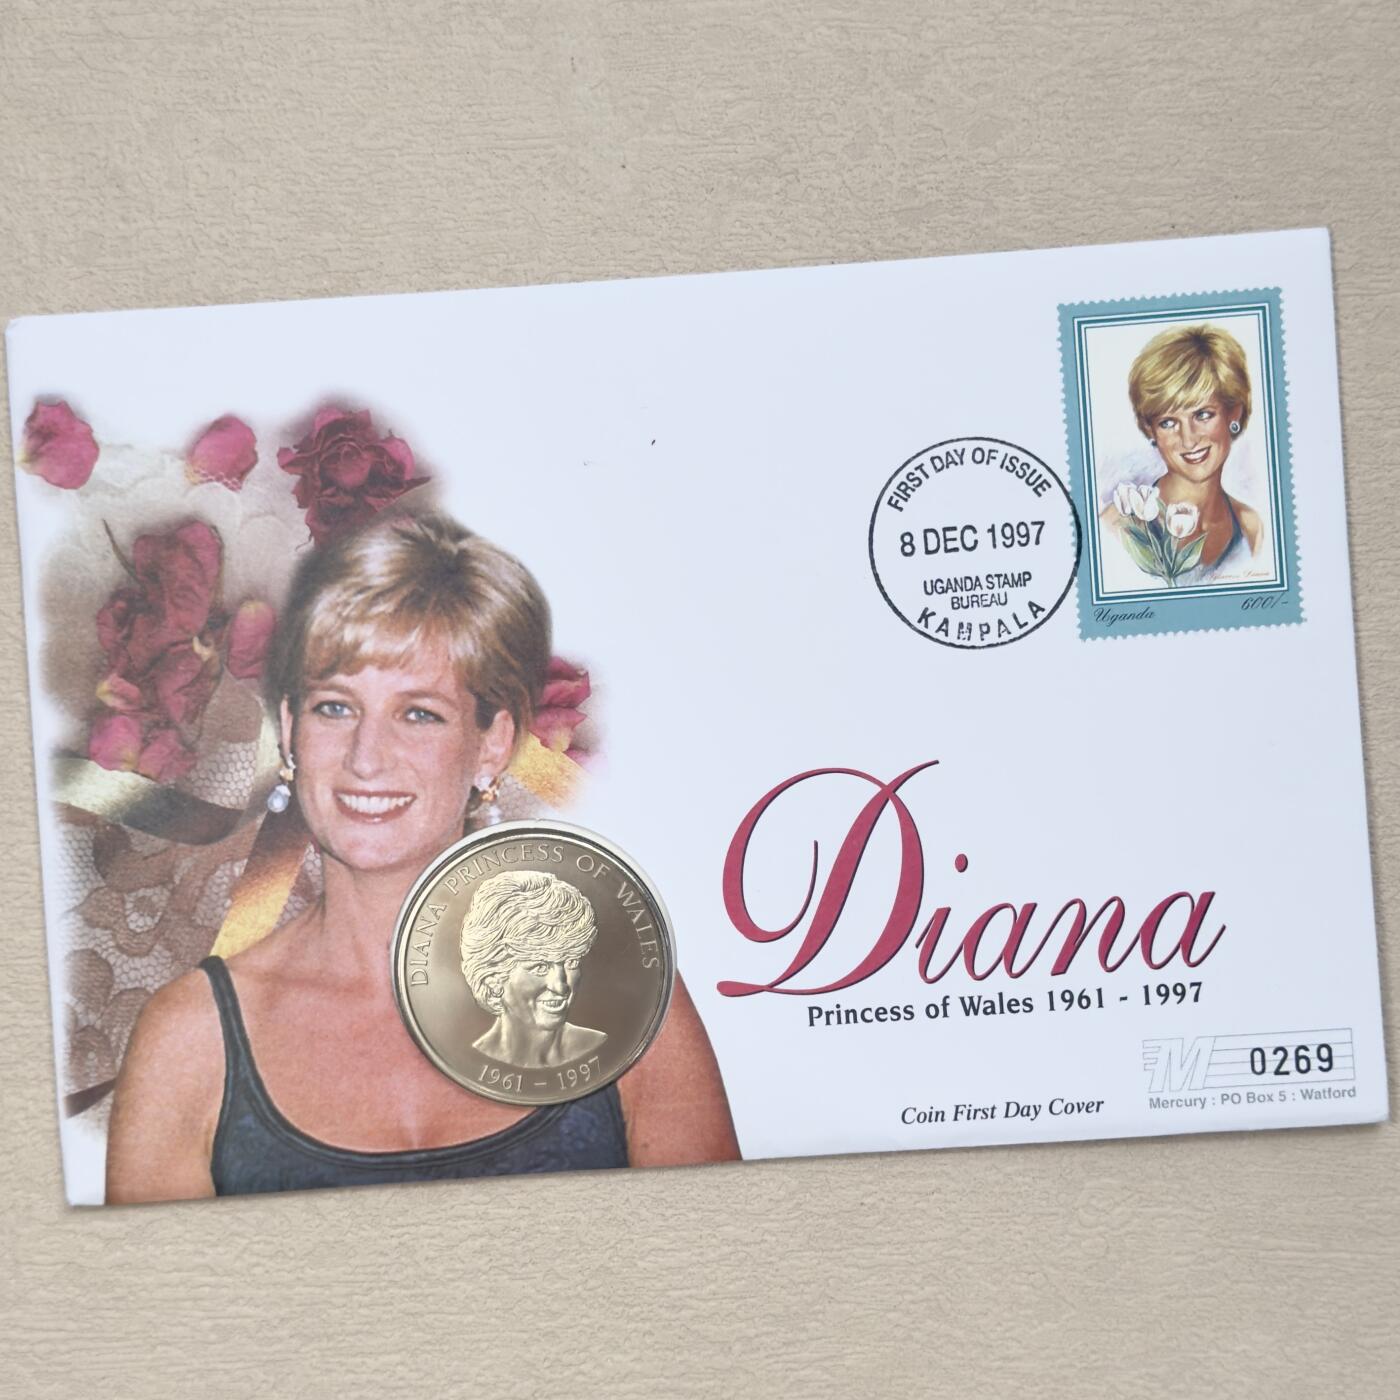 FIRST DAY OF ISSUE
8 DEC 1997
UGANDA STAMP
BUREAU
KAMPALA
Uganda
600/-
DIANA PRINCESS OF WALES
1961 – 1997
Diana
Princess of Wales 1961 - 1997
M 0269
Mercury : PO Box 5 : Watford
Coin First Day Cover